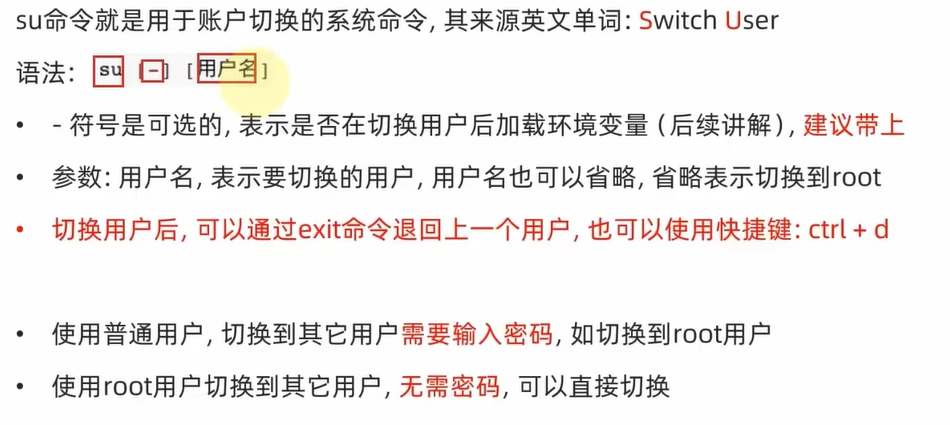 su命令就是用于账户切换的系统命令, 其来源英文单词: Switch User
语法: su [-] [用户名]
• - 符号是可选的, 表示是否在切换用户后加载环境变量 (后续讲解), 建议带上
• 参数: 用户名, 表示要切换的用户, 用户名也可以省略, 省略表示切换到root
• 切换用户后, 可以通过exit命令退回上一个用户, 也可以使用快捷键: ctrl + d
• 使用普通用户, 切换到其它用户需要输入密码, 如切换到root用户
• 使用root用户切换到其它用户, 无需密码, 可以直接切换